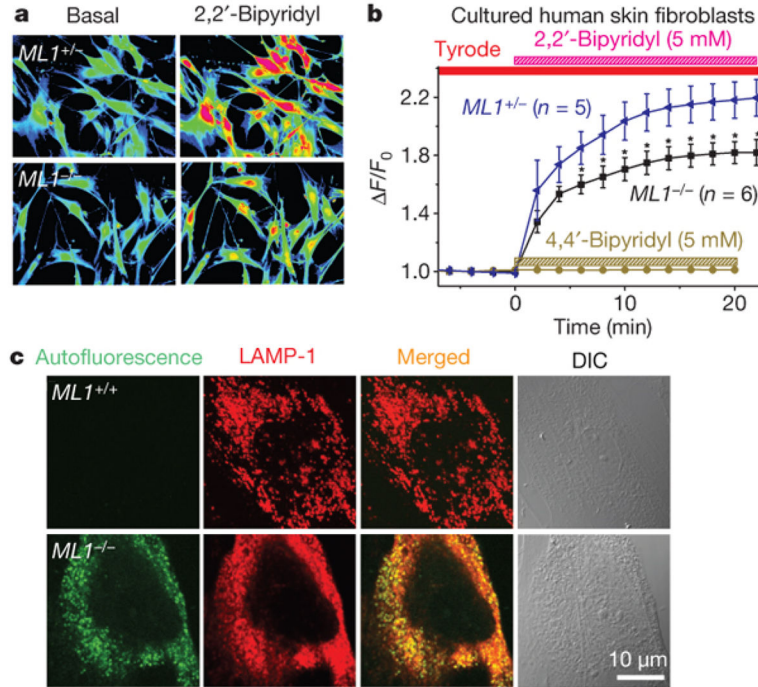 a
Basal
2,2′-Bipyridyl
ML1+/–
ML1–/–
b
Cultured human skin fibroblasts
2,2′-Bipyridyl (5 mM)
Tyrode
ML1+/– (n = 5)
ML1–/– (n = 6)
4,4′-Bipyridyl (5 mM)
ΔF/F0
2.2
1.8
1.4
1.0
0
10
20
Time (min)
* * * * * * * * *
c
Autofluorescence
LAMP-1
Merged
DIC
ML1+/+
ML1–/–
10 μm